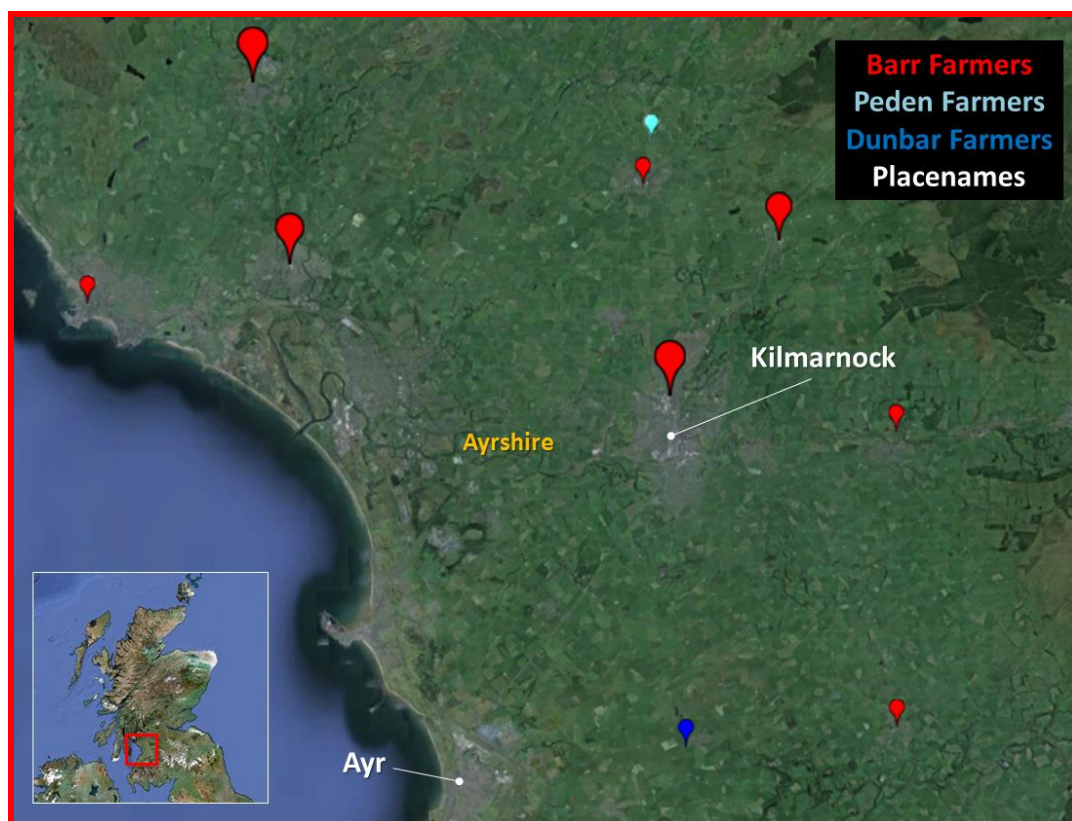 Barr Farmers
Peden Farmers
Dunbar Farmers
Placenames
Kilmarnock
Ayrshire
Ayr